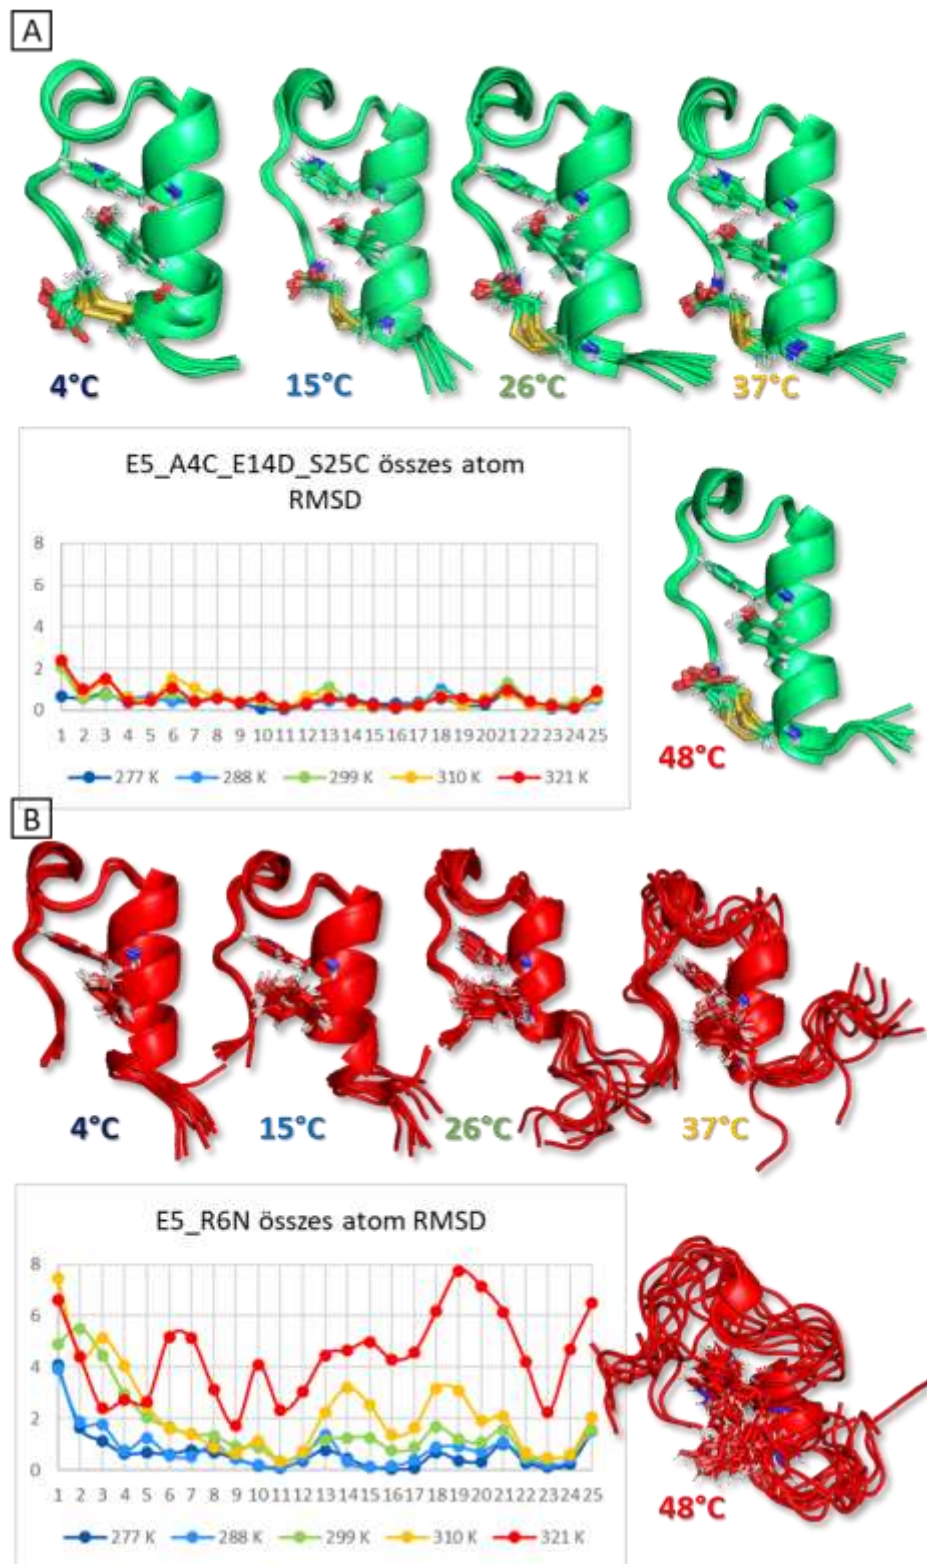 A
4°C 15°C 26°C 37°C
E5_A4C_E14D_S25C összes atom
RMSD
8
6
4
2
0
1 2 3 4 5 6 7 8 9 10 11 12 13 14 15 16 17 18 19 20 21 22 23 24 25
277 K 288 K 299 K 310 K 321 K
48°C
B
4°C 15°C 26°C 37°C
E5_R6N összes atom RMSD
8
6
4
2
0
1 2 3 4 5 6 7 8 9 10 11 12 13 14 15 16 17 18 19 20 21 22 23 24 25
277 K 288 K 299 K 310 K 321 K
48°C